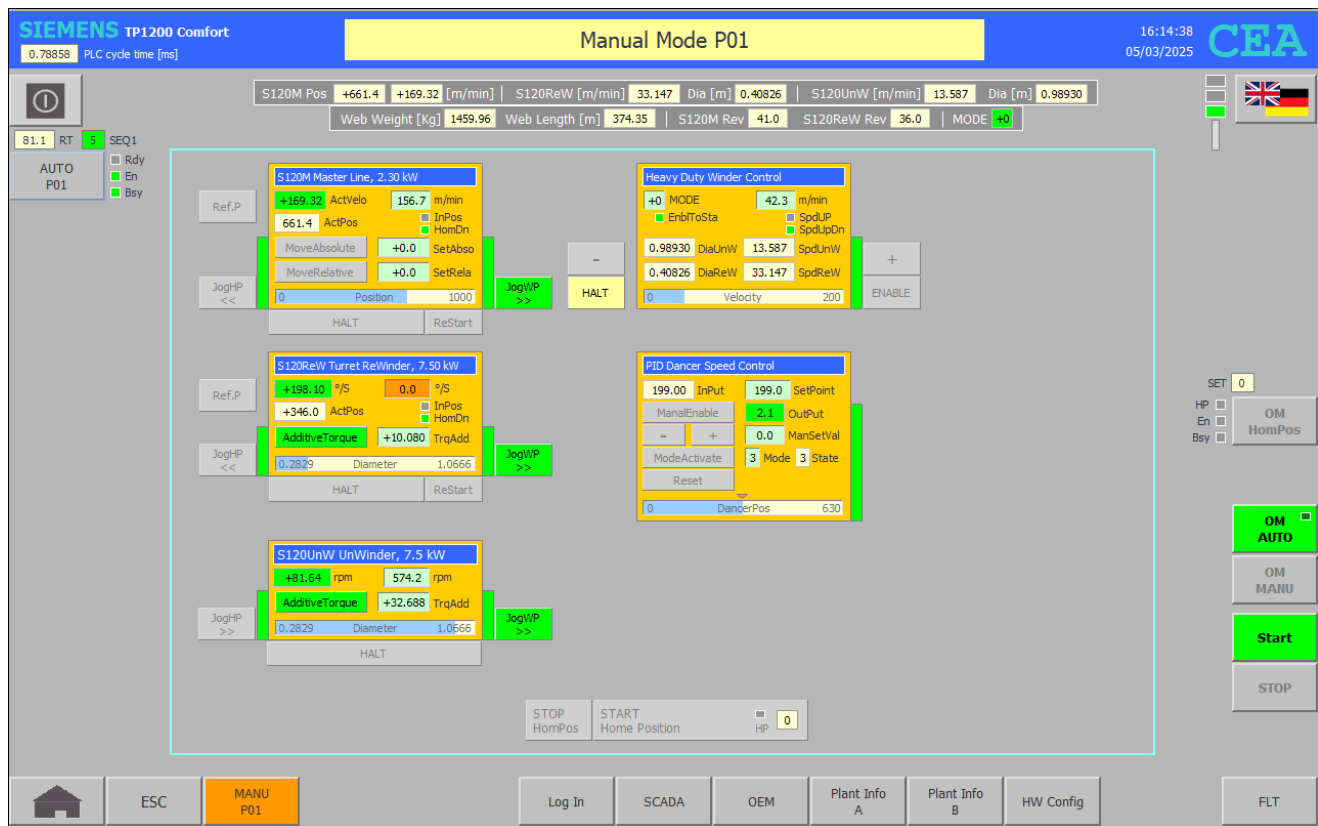 SIEMENS TP1200 Comfort
0.78858 PLC cycle time [ms]
Manual Mode P01
16:14:38
05/03/2025
CEA
S120M Pos +661.4 +169.32 [m/min] | S120ReW [m/min] 33.147 Dia [m] 0.40826 | S120UnW [m/min] 13.587 Dia [m] 0.98930
Web Weight [Kg] 1459.96 Web Length [m] 374.35 | S120M Rev 41.0 S120ReW Rev 36.0 | MODE +0
81.1 RT 5 SEQ1
AUTO
P01
Rdy
En
Bsy
Ref.P
JogHP
<<
S120M Master Line, 2.30 kW
+169.32 ActVelo 156.7 m/min
661.4 ActPos InPos
HomDn
MoveAbsolute +0.0 SetAbso
MoveRelative +0.0 SetRela
0 Position 1000
HALT ReStart
JogWP
>>
-
HALT
Heavy Duty Winder Control
+0 MODE 42.3 m/min
EnblToSta SpdUP
SpdUpDn
0.98930 DiaUnW 13.587 SpdUnW
0.40826 DiaReW 33.147 SpdReW
0 Velocity 200
+
ENABLE
Ref.P
JogHP
<<
S120ReW Turret ReWinder, 7.50 kW
+198.10 °/S 0.0 °/S
+346.0 ActPos InPos
HomDn
AdditiveTorque +10.080 TrqAdd
0.2829 Diameter 1.0666
HALT ReStart
JogWP
>>
PID Dancer Speed Control
199.00 InPut 199.0 SetPoint
ManalEnable 2.1 OutPut
- + 0.0 ManSetVal
ModeActivate 3 Mode 3 State
Reset
0 DancerPos 630
SET 0
HP
En
Bsy
OM
HomPos
JogHP
>>
S120UnW UnWinder, 7.5 kW
+81.64 rpm 574.2 rpm
AdditiveTorque +32.688 TrqAdd
0.2829 Diameter 1.0666
HALT
JogWP
>>
OM
AUTO
OM
MANU
Start
STOP
STOP
HomPos
START
Home Position
HP 0
ESC
MANU
P01
Log In
SCADA
OEM
Plant Info
A
Plant Info
B
HW Config
FLT